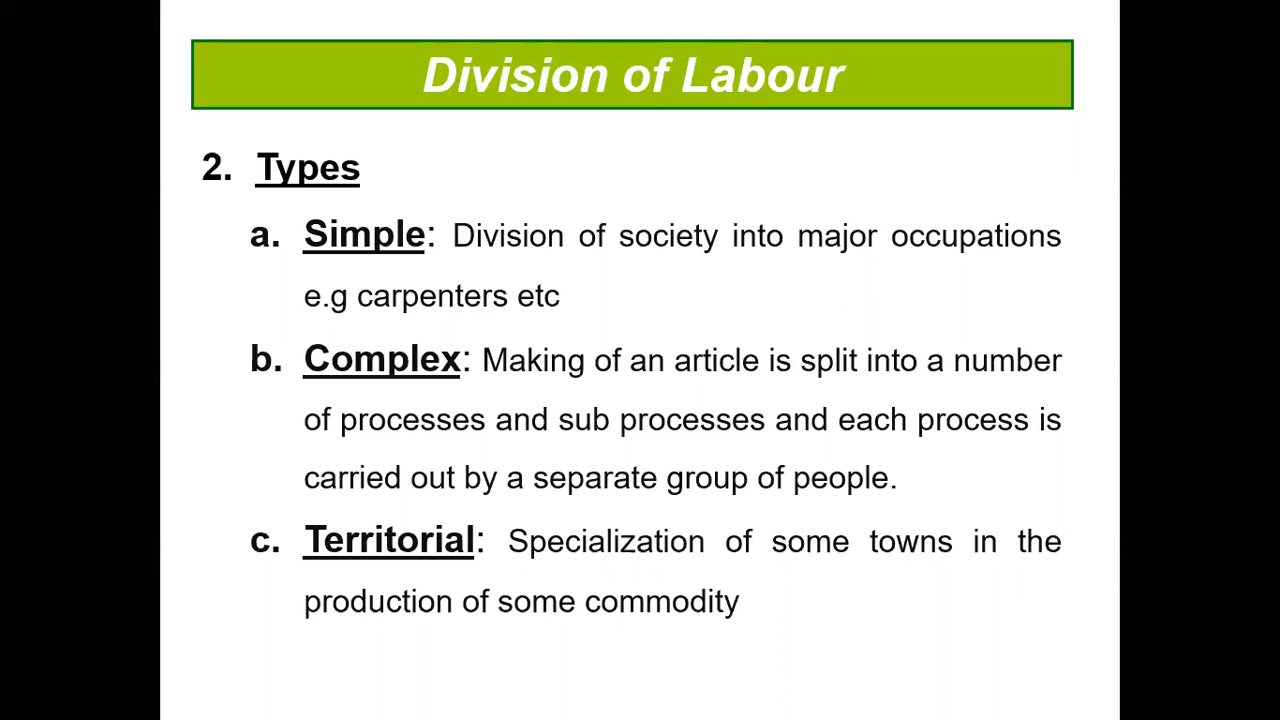 Division of Labour
2. Types
a. Simple: Division of society into major occupations
e.g carpenters etc
b. Complex: Making of an article is split into a number
of processes and sub processes and each process is
carried out by a separate group of people.
c. Territorial: Specialization of some towns in the
production of some commodity